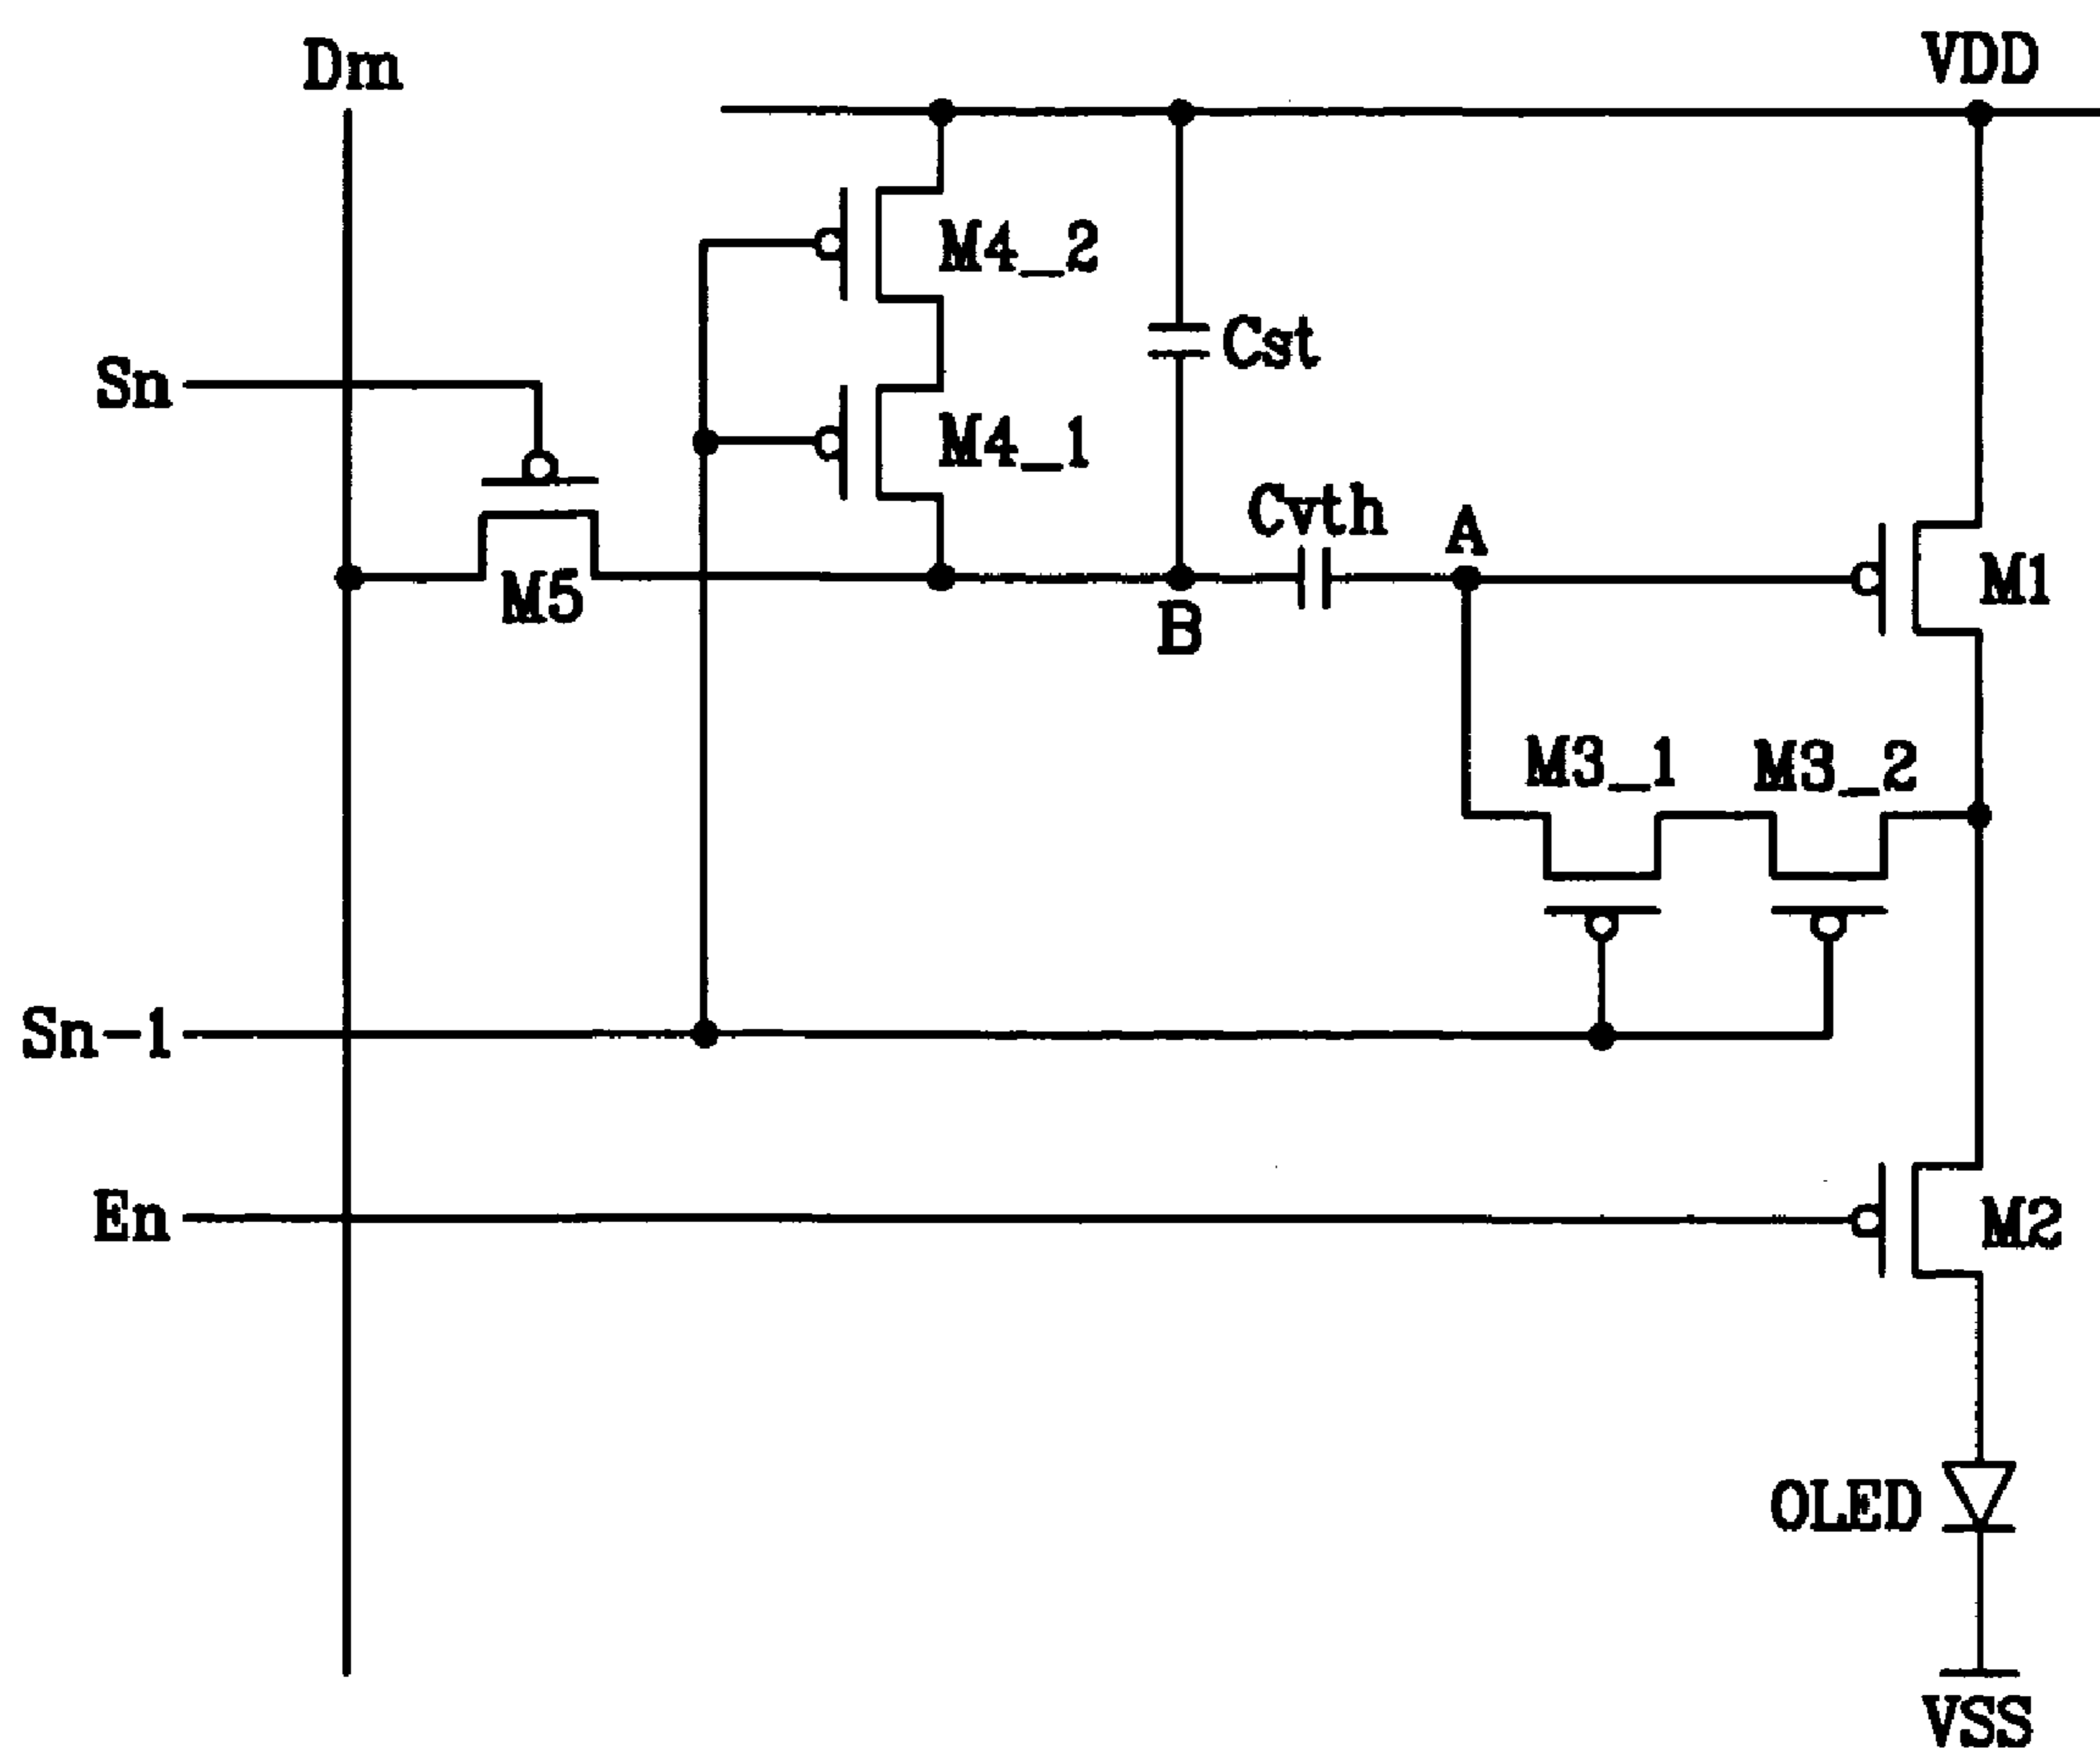 Dm
VDD
M4_2
Cst
Sn
M4_1
Cvth
A
M1
M5
B
M3_1
M3_2
Sn-1
En
M2
OLED
VSS